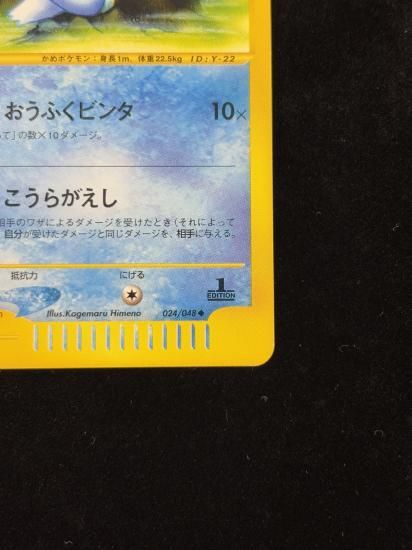 かめポケモン：身長1m、体重22.5kg ID:Y-22
おうふくビンタ 10×
て」の数×10ダメージ。
こうらがえし
相手のワザによるダメージを受けたとき（それによって
、自分が受けたダメージと同じダメージを、相手に与える。
抵抗力 にげる
1
EDITION
Illus.Kagemaru Himeno 024/048